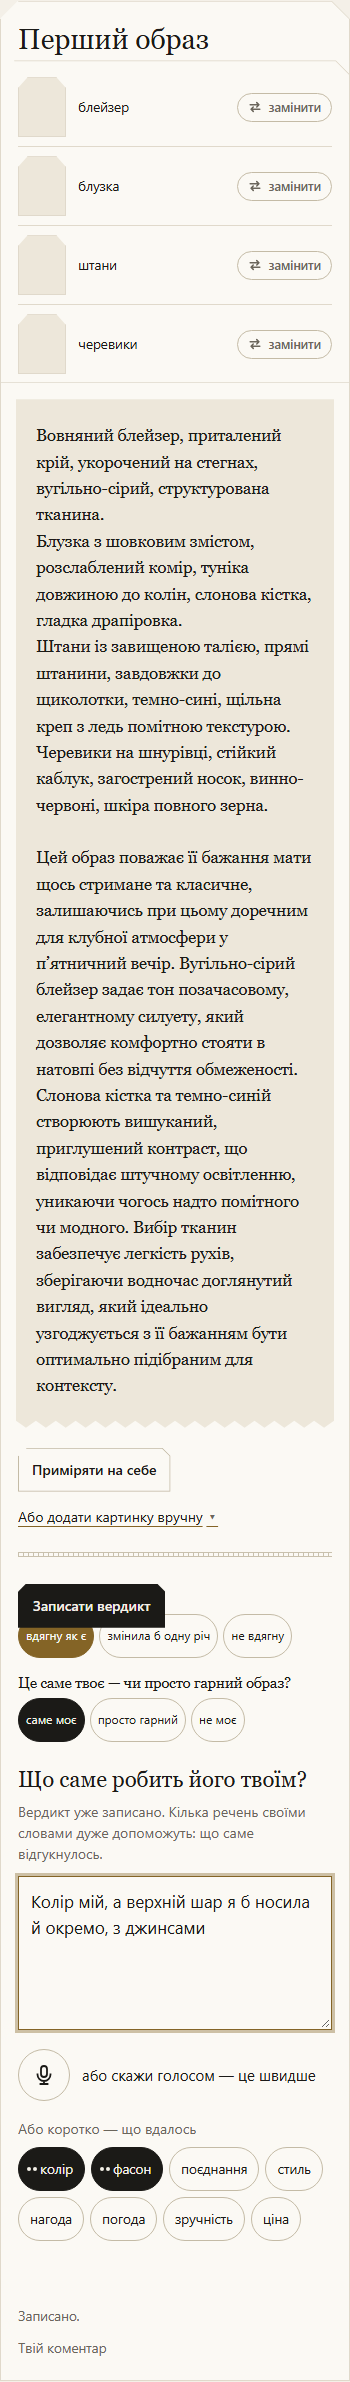 Перший образ
блейзер
замінити
блузка
замінити
штани
замінити
черевики
замінити
Вовняний блейзер, приталений
крій, укорочений на стегнах,
вугільно-сірий, структурована
тканина.
Блузка з шовковим змістом,
розслаблений комір, туніка
довжиною до колін, слонова кістка,
гладка драпіровка.
Штани із завищеною талією, прямі
штанини, завдовжки до
щиколотки, темно-сині, щільна
креп з ледь помітною текстурою.
Черевики на шнурівці, стійкий
каблук, загострений носок, винно-
червоні, шкіра повного зерна.
Цей образ поважає її бажання мати
щось стримане та класичне,
залишаючись при цьому доречним
для клубної атмосфери у
п’ятничний вечір. Вугільно-сірий
блейзер задає тон позачасовому,
елегантному силуету, який
дозволяє комфортно стояти в
натовпі без відчуття обмеженості.
Слонова кістка та темно-синій
створюють вишуканий,
приглушений контраст, що
відповідає штучному освітленню,
уникаючи чогось надто помітного
чи модного. Вибір тканин
забезпечує легкість рухів,
зберігаючи водночас доглянутий
вигляд, який ідеально
узгоджується з її бажанням бути
оптимально підібраним для
контексту.
Приміряти на себе
Або додати картинку вручну
Записати вердикт
вдягну як є
змінила б одну річ
не вдягну
Це саме твоє — чи просто гарний образ?
саме моє
просто гарний
не моє
Що саме робить його твоїм?
Вердикт уже записано. Кілька речень своїми
словами дуже допоможуть: що саме
відгукнулось.
Колір мій, а верхній шар я б носила
й окремо, з джинсами
або скажи голосом — це швидше
Або коротко — що вдалось
колір
фасон
поєднання
стиль
нагода
погода
зручність
ціна
Записано.
Твій коментар